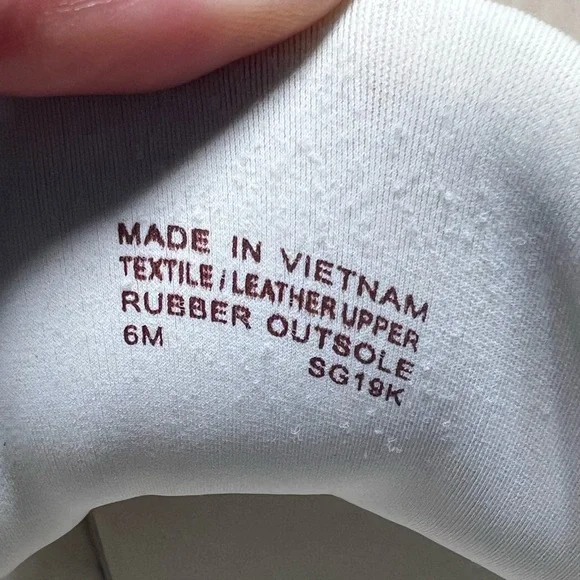 MADE IN VIETNAM
TEXTILE/LEATHER UPPER
RUBBER OUTSOLE
6M
SG19K